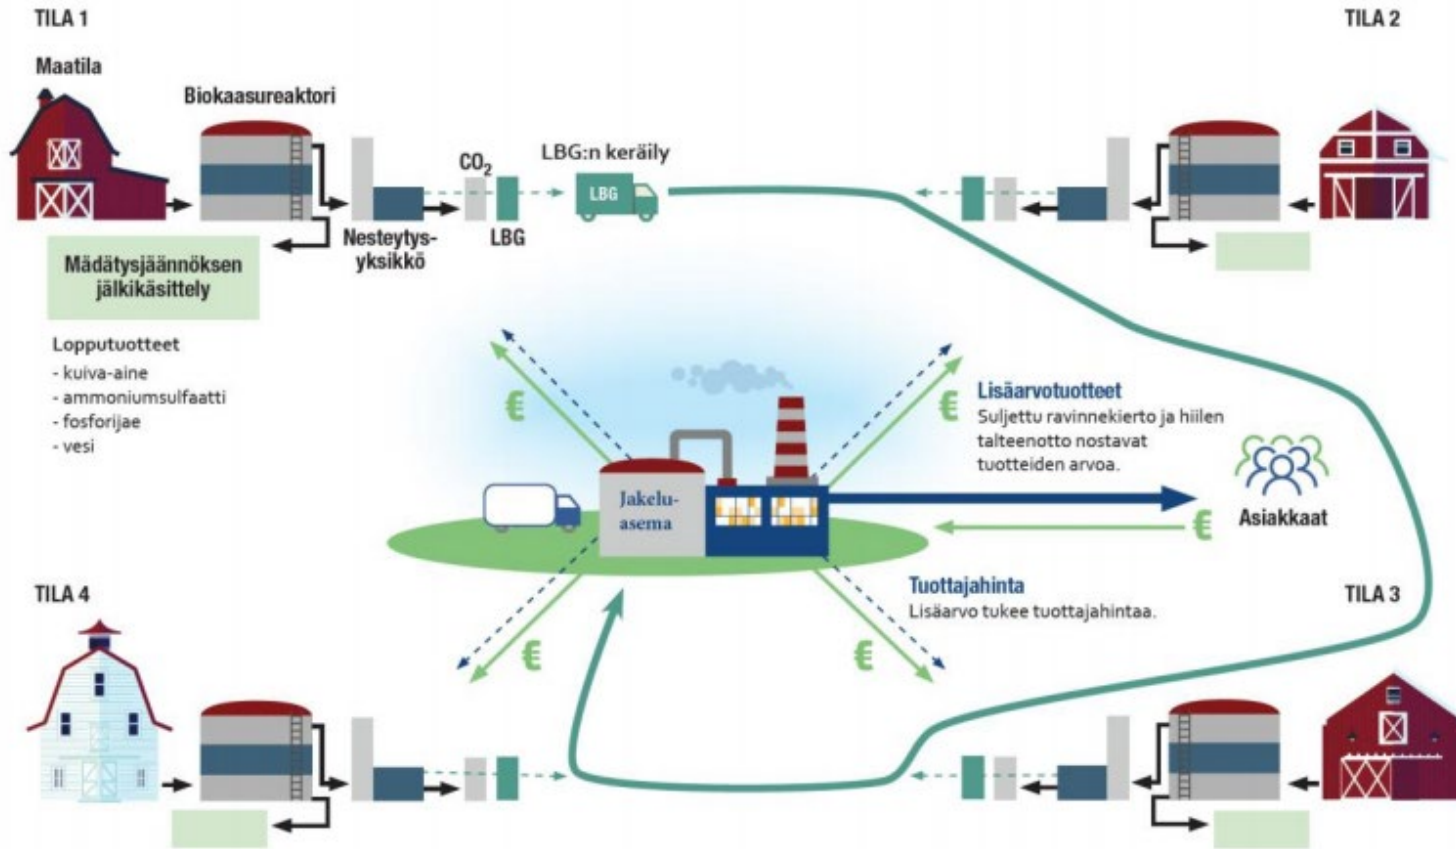 TILA 1
TILA 2
Maatila
Biokaasureaktori
CO₂
LBG:n keräily
LBG
LBG
Nesteytys-
yksikkö
Mädätysjäännöksen
jälkikäsittely
Lopputuotteet
- kuiva-aine
- ammoniumsulfaatti
- fosforijae
- vesi
€
€
Lisäarvotuotteet
Suljettu ravinnekierto ja hiilen
talteenotto nostavat
tuotteiden arvoa.
Jakelu-
asema
Asiakkaat
€
Tuottajahinta
Lisäarvo tukee tuottajahintaa.
TILA 4
TILA 3
€
€